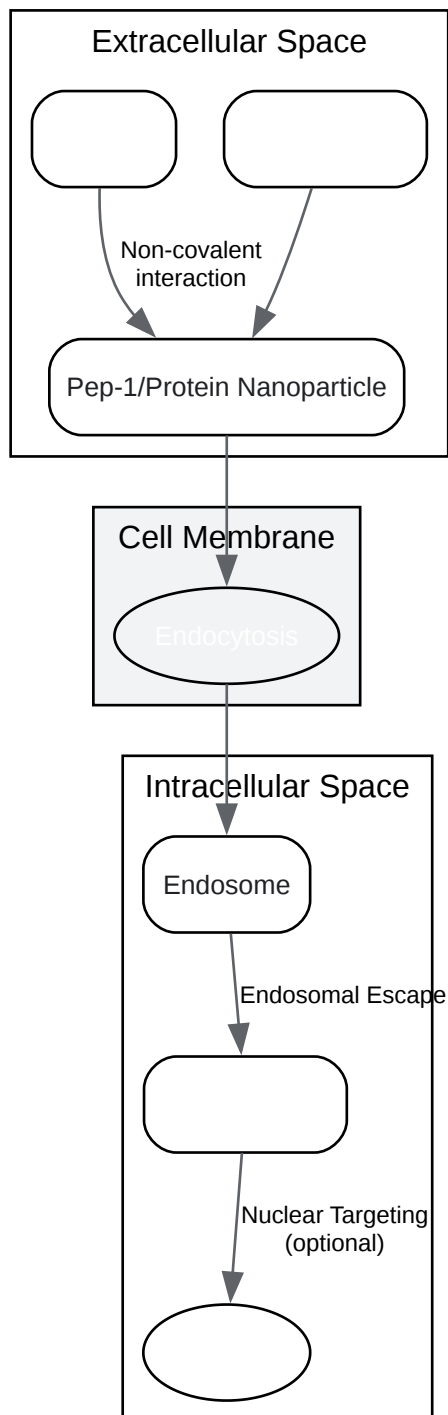 Extracellular Space
Non-covalent
interaction
Pep-1/Protein Nanoparticle
Cell Membrane
Endocytosis
Intracellular Space
Endosome
Endosomal Escape
Nuclear Targeting
(optional)